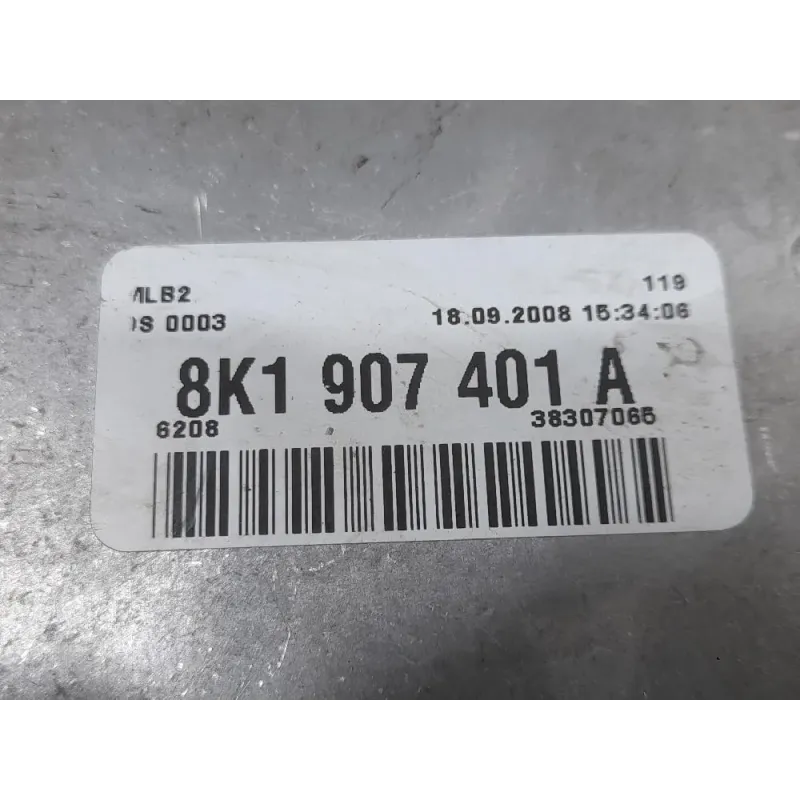 MLB2 119
0003 18.09.2008 15:34:06
8K1 907 401 A
6208 38307065